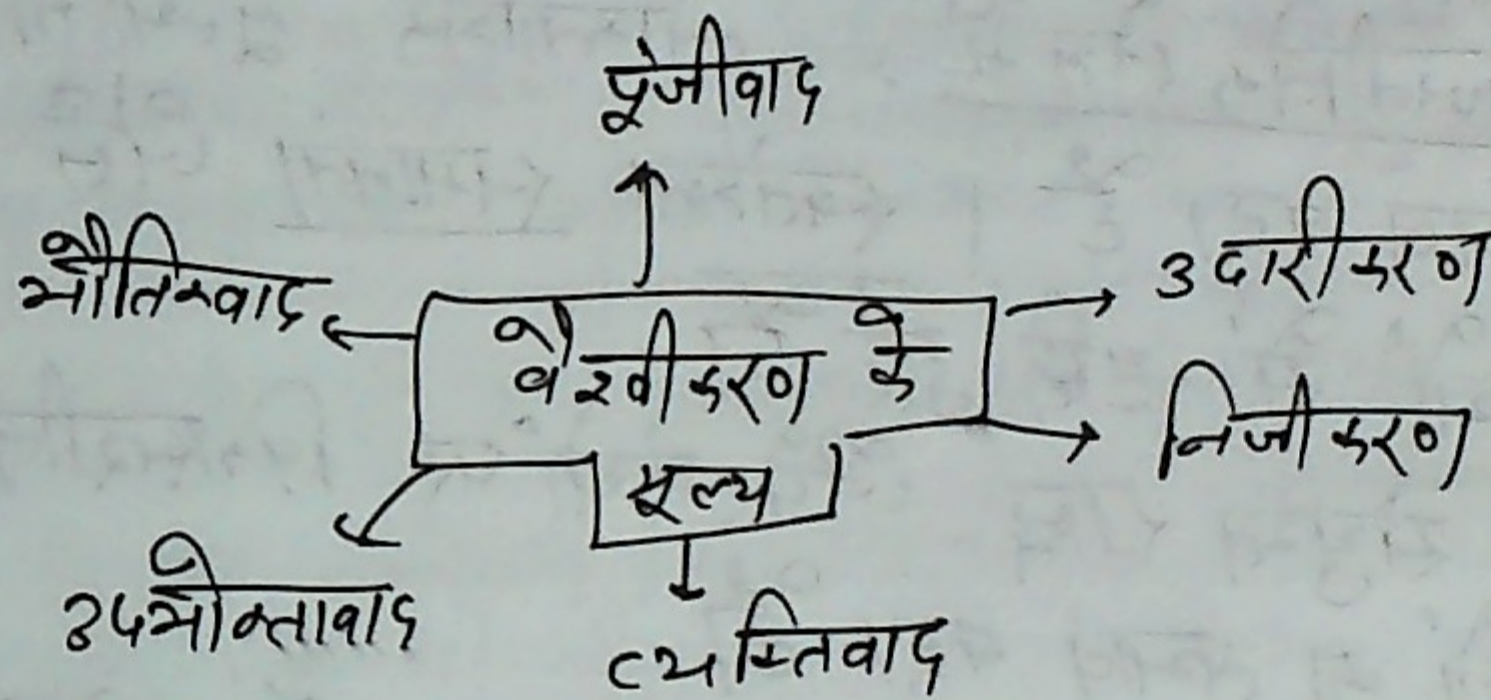 पूंजीवाद
भौतिकवाद
उदारीकरण
वैश्वीकरण के
मूल्य
निजीकरण
उपभोक्तावाद
व्यक्तिवाद